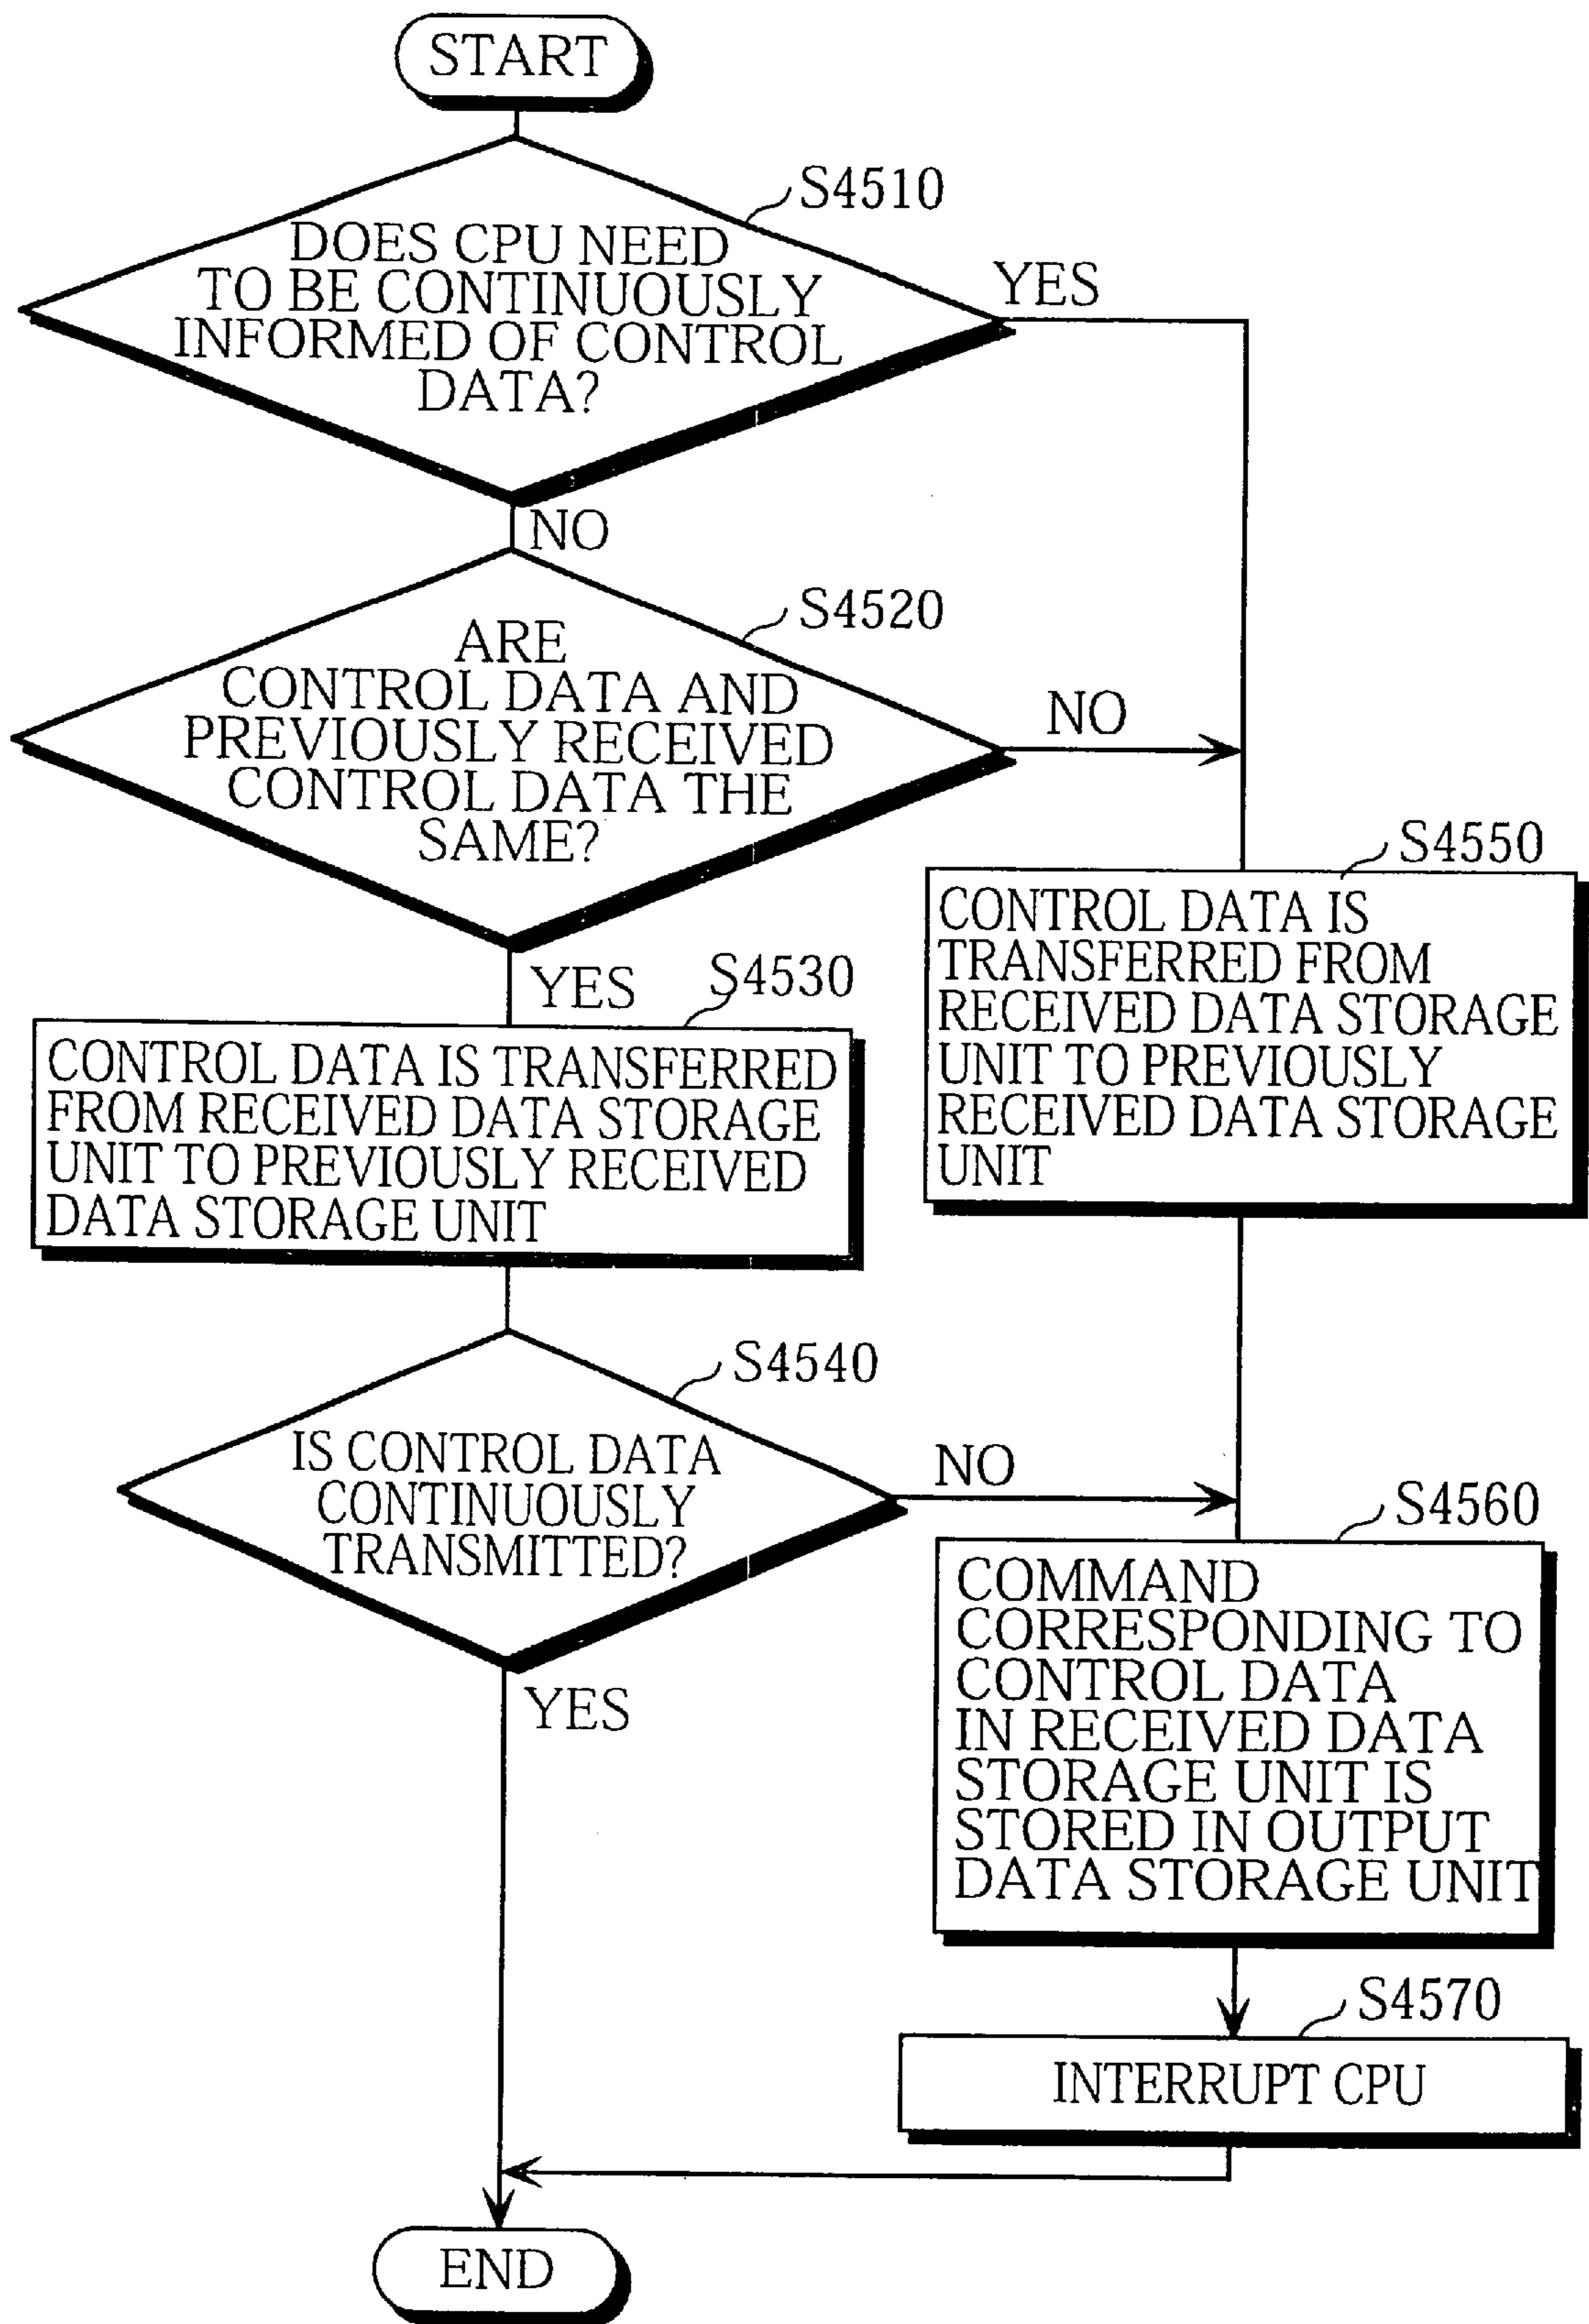 START
S4510
DOES CPU NEED
TO BE CONTINUOUSLY
INFORMED OF CONTROL
DATA?
YES
NO
S4520
ARE
CONTROL DATA AND
PREVIOUSLY RECEIVED
CONTROL DATA THE
SAME?
NO
YES
S4530
CONTROL DATA IS TRANSFERRED
FROM RECEIVED DATA STORAGE
UNIT TO PREVIOUSLY RECEIVED
DATA STORAGE UNIT
S4550
CONTROL DATA IS
TRANSFERRED FROM
RECEIVED DATA STORAGE
UNIT TO PREVIOUSLY
RECEIVED DATA STORAGE
UNIT
S4540
IS CONTROL DATA
CONTINUOUSLY
TRANSMITTED?
NO
YES
S4560
COMMAND
CORRESPONDING TO
CONTROL DATA
IN RECEIVED DATA
STORAGE UNIT IS
STORED IN OUTPUT
DATA STORAGE UNIT
S4570
INTERRUPT CPU
END